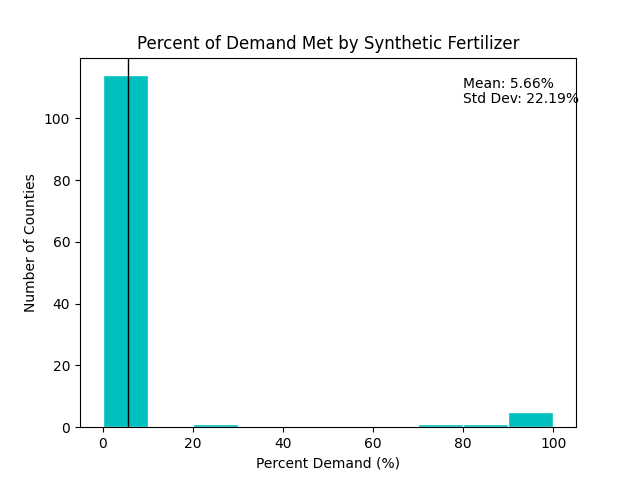 Percent of Demand Met by Synthetic Fertilizer
Mean: 5.66%
Std Dev: 22.19%
Number of Counties
100
80
60
40
20
0
0 20 40 60 80 100
Percent Demand (%)